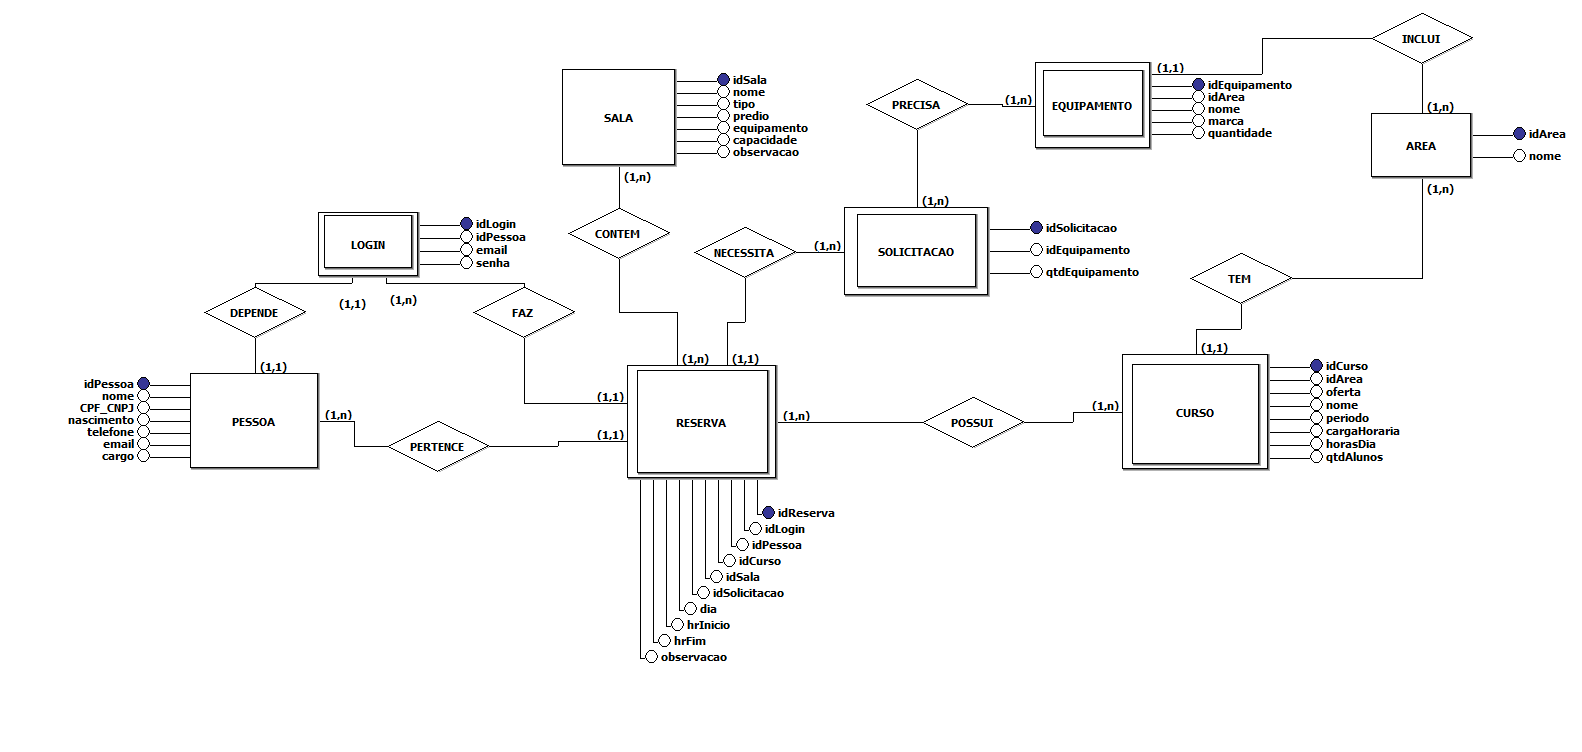 INCLUI
(1,1)
(1,n)
SALA
idSala
nome
tipo
predio
equipamento
capacidade
observacao
(1,n)
PRECISA
(1,n)
EQUIPAMENTO
idEquipamento
idArea
nome
marca
quantidade
AREA
idArea
nome
(1,n)
LOGIN
idLogin
idPessoa
email
senha
(1,1)
(1,n)
CONTEM
NECESSITA
(1,n)
(1,n)
SOLICITACAO
idSolicitacao
idEquipamento
qtdEquipamento
TEM
(1,1)
DEPENDE
FAZ
(1,1)
(1,n)
(1,1)
idPessoa
nome
CPF_CNPJ
nascimento
telefone
email
cargo
PESSOA
(1,n)
PERTENCE
(1,1)
(1,1)
RESERVA
(1,n)
POSSUI
(1,n)
CURSO
idCurso
idArea
oferta
nome
periodo
cargaHoraria
horasDia
qtdAlunos
idReserva
idLogin
idPessoa
idCurso
idSala
idSolicitacao
dia
hrInicio
hrFim
observacao